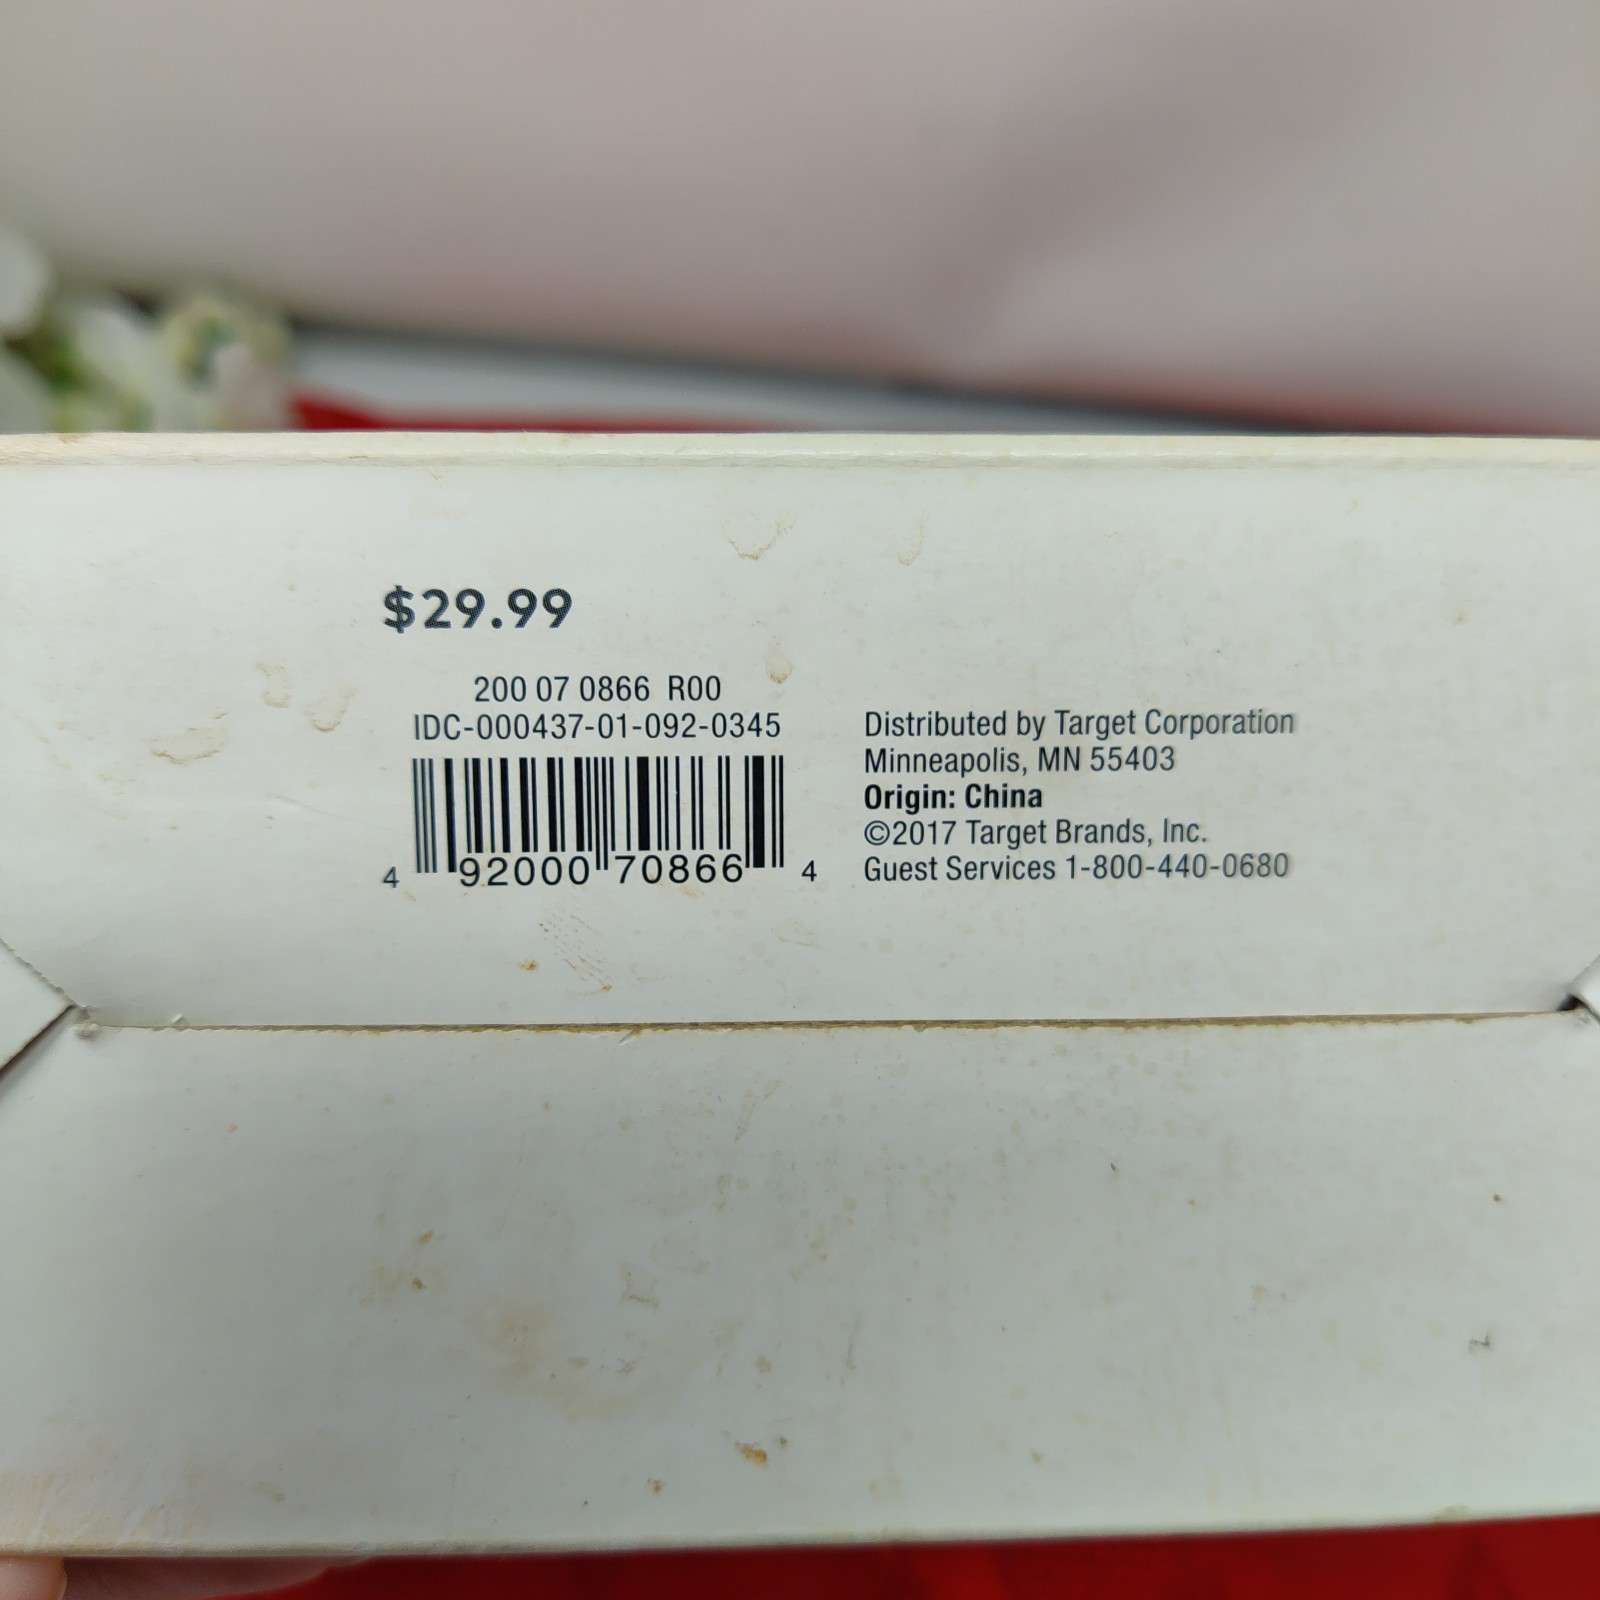 $29.99
200 07 0866 R00
IDC-000437-01-092-0345
4 92000 70866 4
Distributed by Target Corporation
Minneapolis, MN 55403
Origin: China
©2017 Target Brands, Inc.
Guest Services 1-800-440-0680